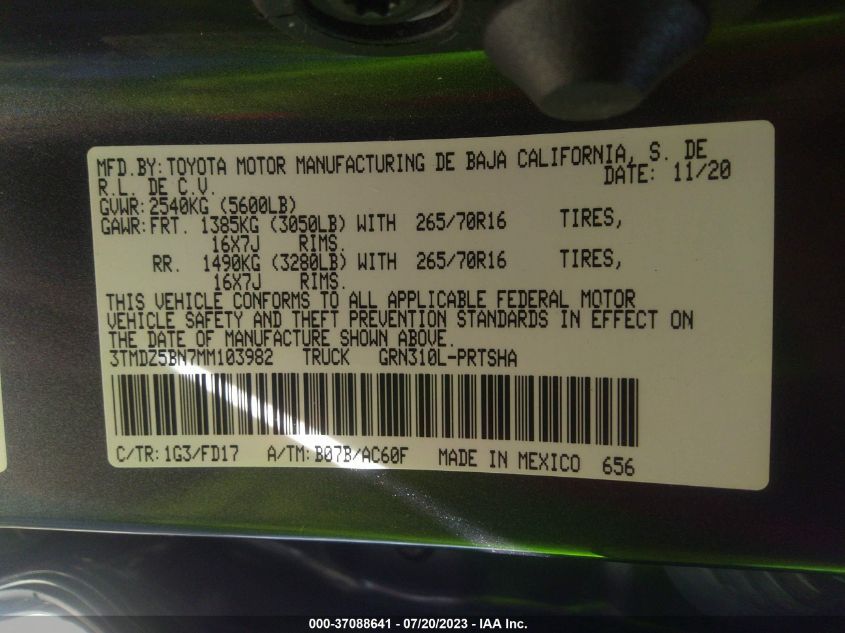 MFD.BY: TOYOTA MOTOR MANUFACTURING DE BAJA CALIFORNIA, S. DE
R.L. DE C.V. DATE: 11/20
GVWR: 2540KG (5600LB)
GAWR: FRT. 1385KG (3050LB) WITH 265/70R16 TIRES,
16X7J RIMS.
RR. 1490KG (3280LB) WITH 265/70R16 TIRES,
16X7J RIMS.
THIS VEHICLE CONFORMS TO ALL APPLICABLE FEDERAL MOTOR
VEHICLE SAFETY AND THEFT PREVENTION STANDARDS IN EFFECT ON
THE DATE OF MANUFACTURE SHOWN ABOVE.
3TMDZ5BN7MM103982 TRUCK GRN310L-PRTSHA
C/TR: 1G3/FD17 A/TM: B07B/AC60F MADE IN MEXICO 656
000-37088641 / 07/20/2023 - IAA Inc.